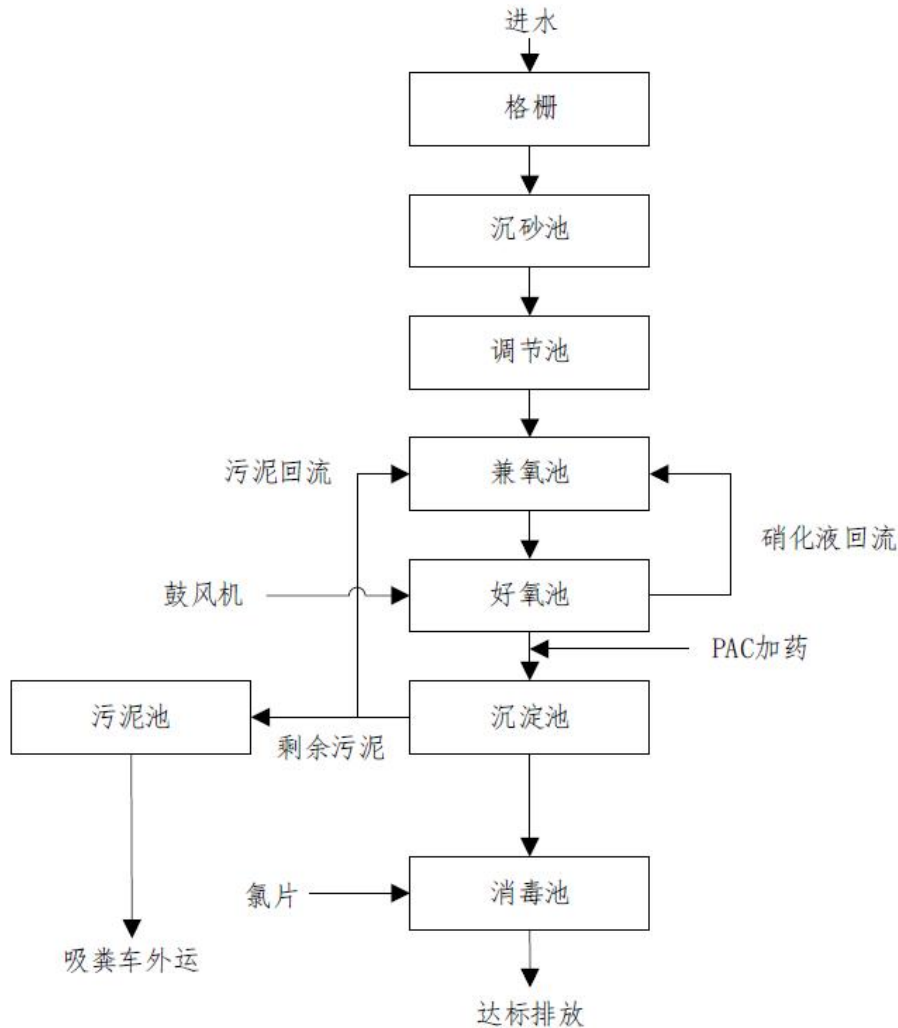 进水
格栅
沉砂池
调节池
污泥回流
兼氧池
硝化液回流
鼓风机
好氧池
PAC加药
污泥池
剩余污泥
沉淀池
氯片
消毒池
吸粪车外运
达标排放